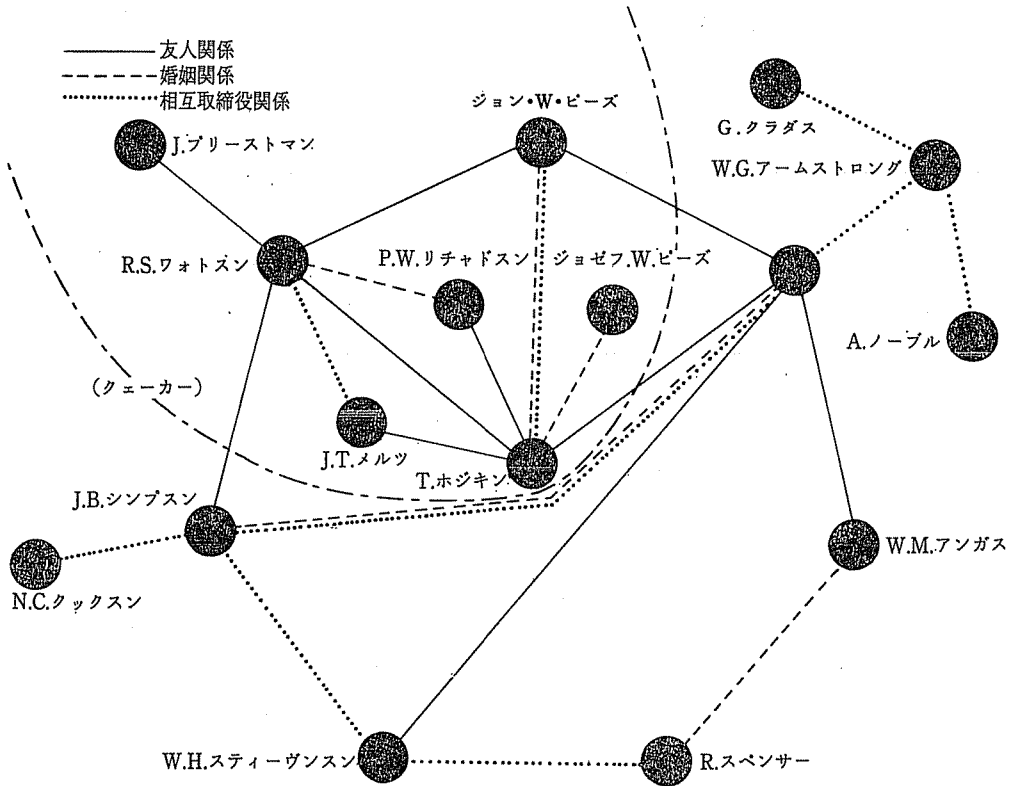 友人関係
婚姻関係
相互取締役関係
ジョン・W・ピーズ
G.クラダス
J.プリーストマン
W.G.アームストロング
R.S.ワォトスン
P.W.リチャドスン
ジョゼフ.W.ピーズ
A.ノーブル
(クェーカー)
J.T.メルツ
T.ホジキン
J.B.シンプスン
W.M.アンガス
N.C.クックスン
W.H.スティーヴンスン
R.スペンサー